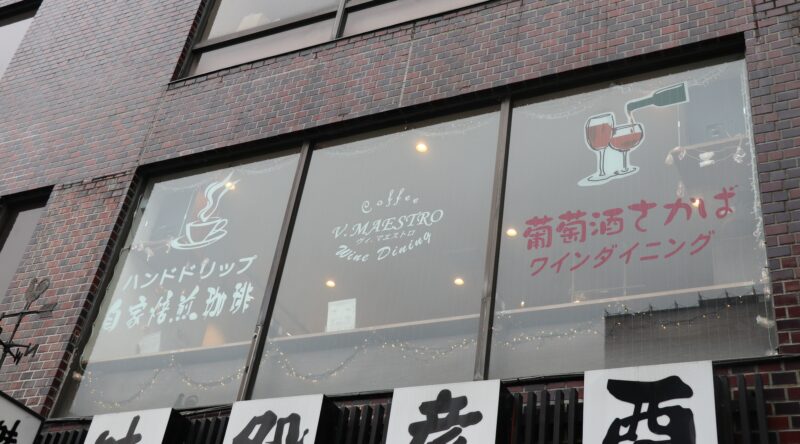 ハンドドリップ
自家焙煎珈琲
Coffee
V.MAESTRO
ヴィ.マエストロ
Wine Dining
葡萄酒さかば
ワインダイニング